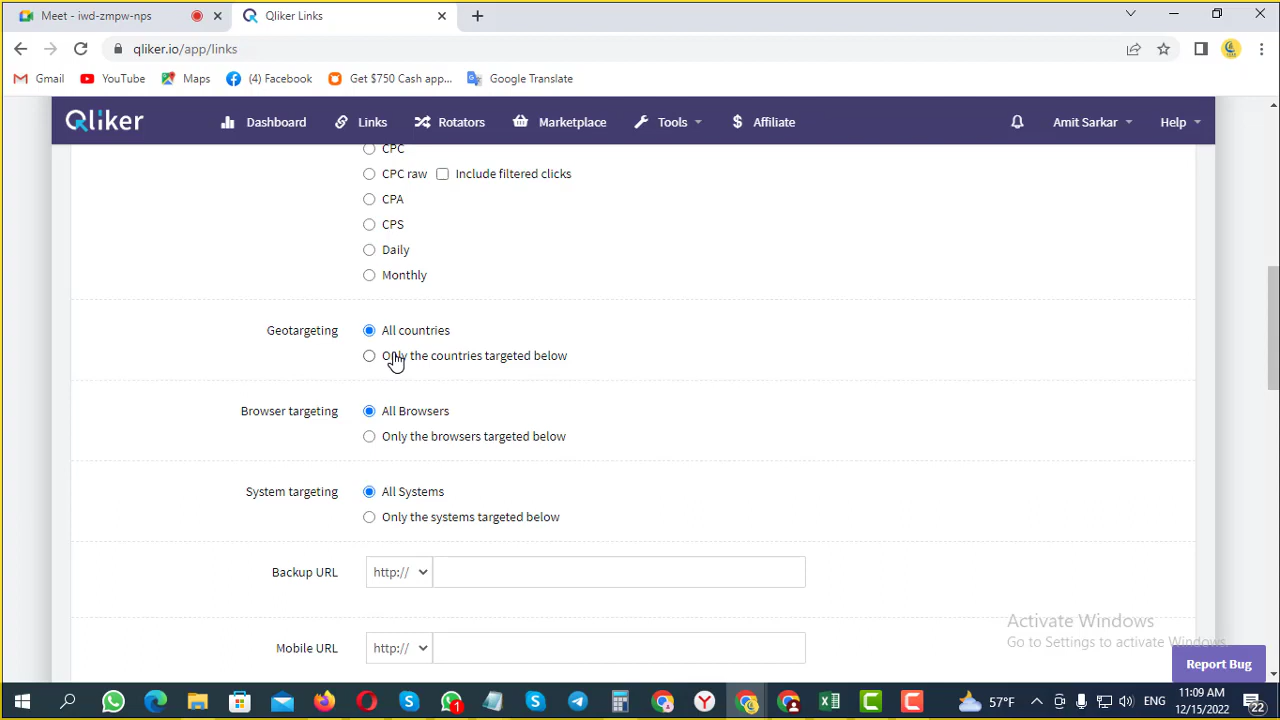 Meet - iwd-zmpw-nps
Qliker Links
qliker.io/app/links
Gmail YouTube Maps (4) Facebook Get $750 Cash app... Google Translate
Qliker Dashboard Links Rotators Marketplace Tools $ Affiliate Amit Sarkar Help
CPC
CPC raw Include filtered clicks
CPA
CPS
Daily
Monthly
Geotargeting All countries
Only the countries targeted below
Browser targeting All Browsers
Only the browsers targeted below
System targeting All Systems
Only the systems targeted below
Backup URL http://
Mobile URL http://
Activate Windows
Go to Settings to activate Windows.
Report Bug
1 57°F ENG 11:09 AM
12/15/2022 22